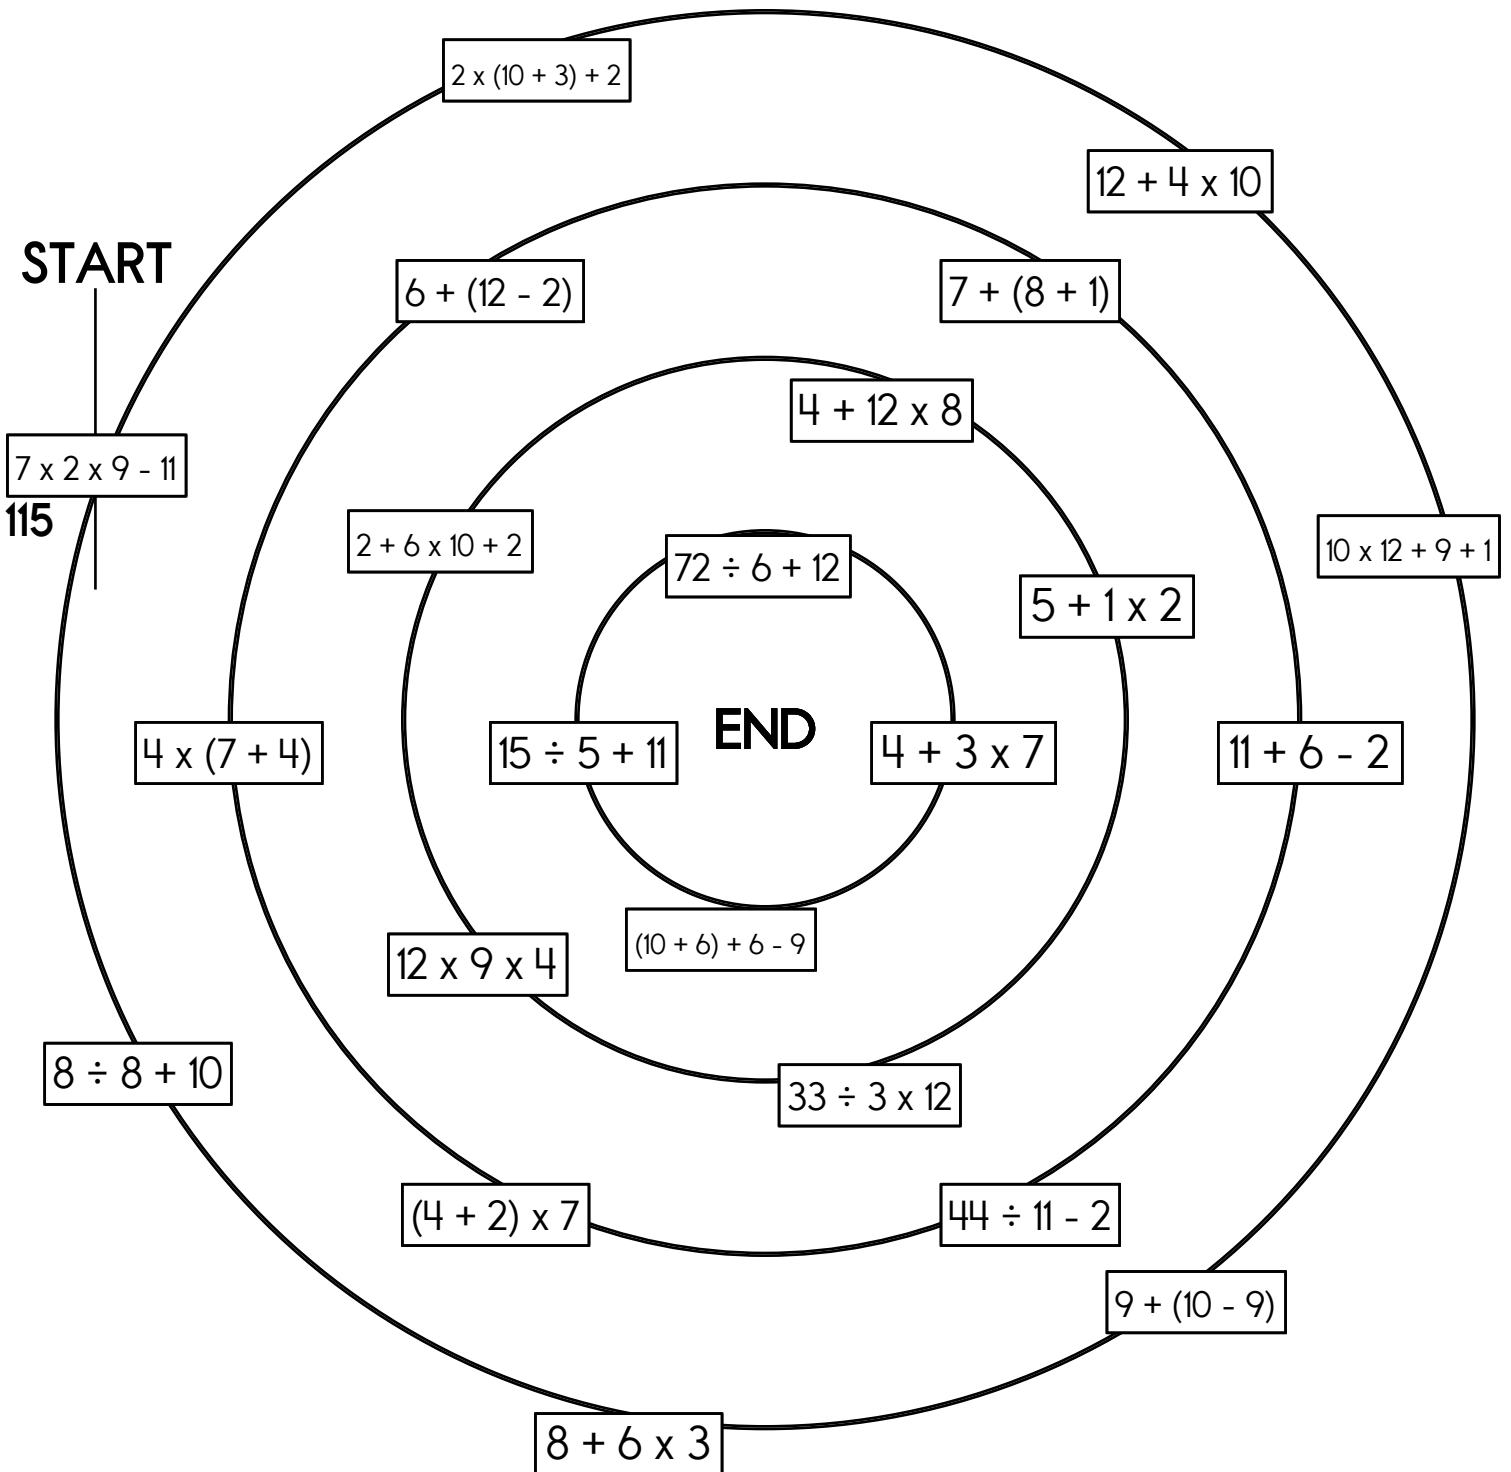 2 x (10 + 3) + 2
12 + 4 x 10
START
6 + (12 - 2)
7 + (8 + 1)
4 + 12 x 8
7 x 2 x 9 - 11
115
2 + 6 x 10 + 2
10 x 12 + 9 + 1
72 ÷ 6 + 12
5 + 1 x 2
END
4 x (7 + 4)
15 ÷ 5 + 11
4 + 3 x 7
11 + 6 - 2
(10 + 6) + 6 - 9
12 x 9 x 4
8 ÷ 8 + 10
33 ÷ 3 x 12
(4 + 2) x 7
44 ÷ 11 - 2
9 + (10 - 9)
8 + 6 x 3